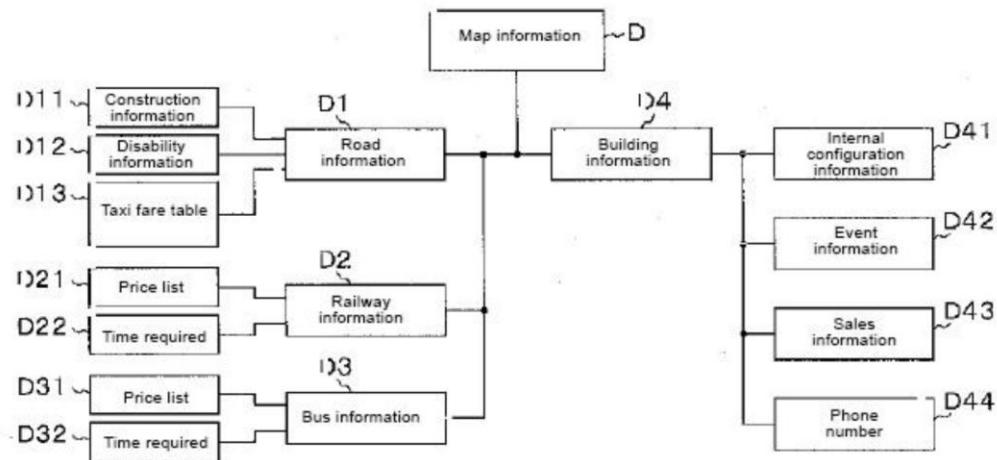 Map information
D
D11
Construction
information
D1
Road
information
D12
Disability
information
D13
Taxi fare table
D4
Building
information
D41
Internal
configuration
information
D42
Event
information
D21
Price list
D2
Railway
information
D22
Time required
D43
Sales
information
D31
Price list
D3
Bus information
D32
Time required
D44
Phone
number